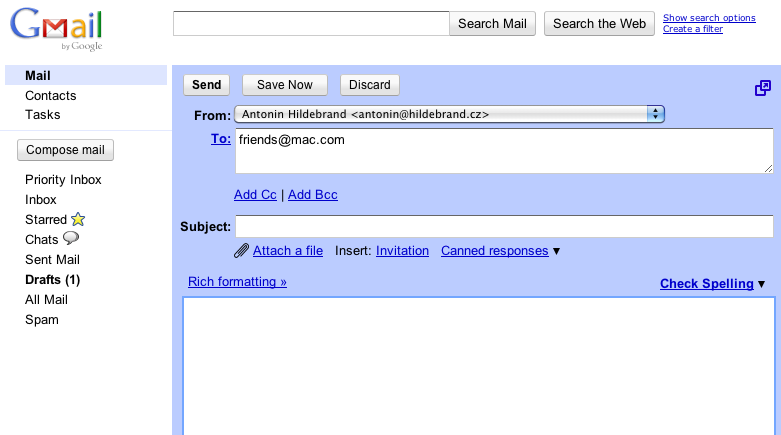 Gmail
by Google
Search Mail
Search the Web
Show search options
Create a filter
Mail
Contacts
Tasks
Compose mail
Priority Inbox
Inbox
Starred
Chats
Sent Mail
Drafts (1)
All Mail
Spam
Send Save Now Discard
From: Antonin Hildebrand <antonin@hildebrand.cz>
To: friends@mac.com
Add Cc | Add Bcc
Subject:
Attach a file Insert: Invitation Canned responses ▼
Rich formatting » Check Spelling ▼